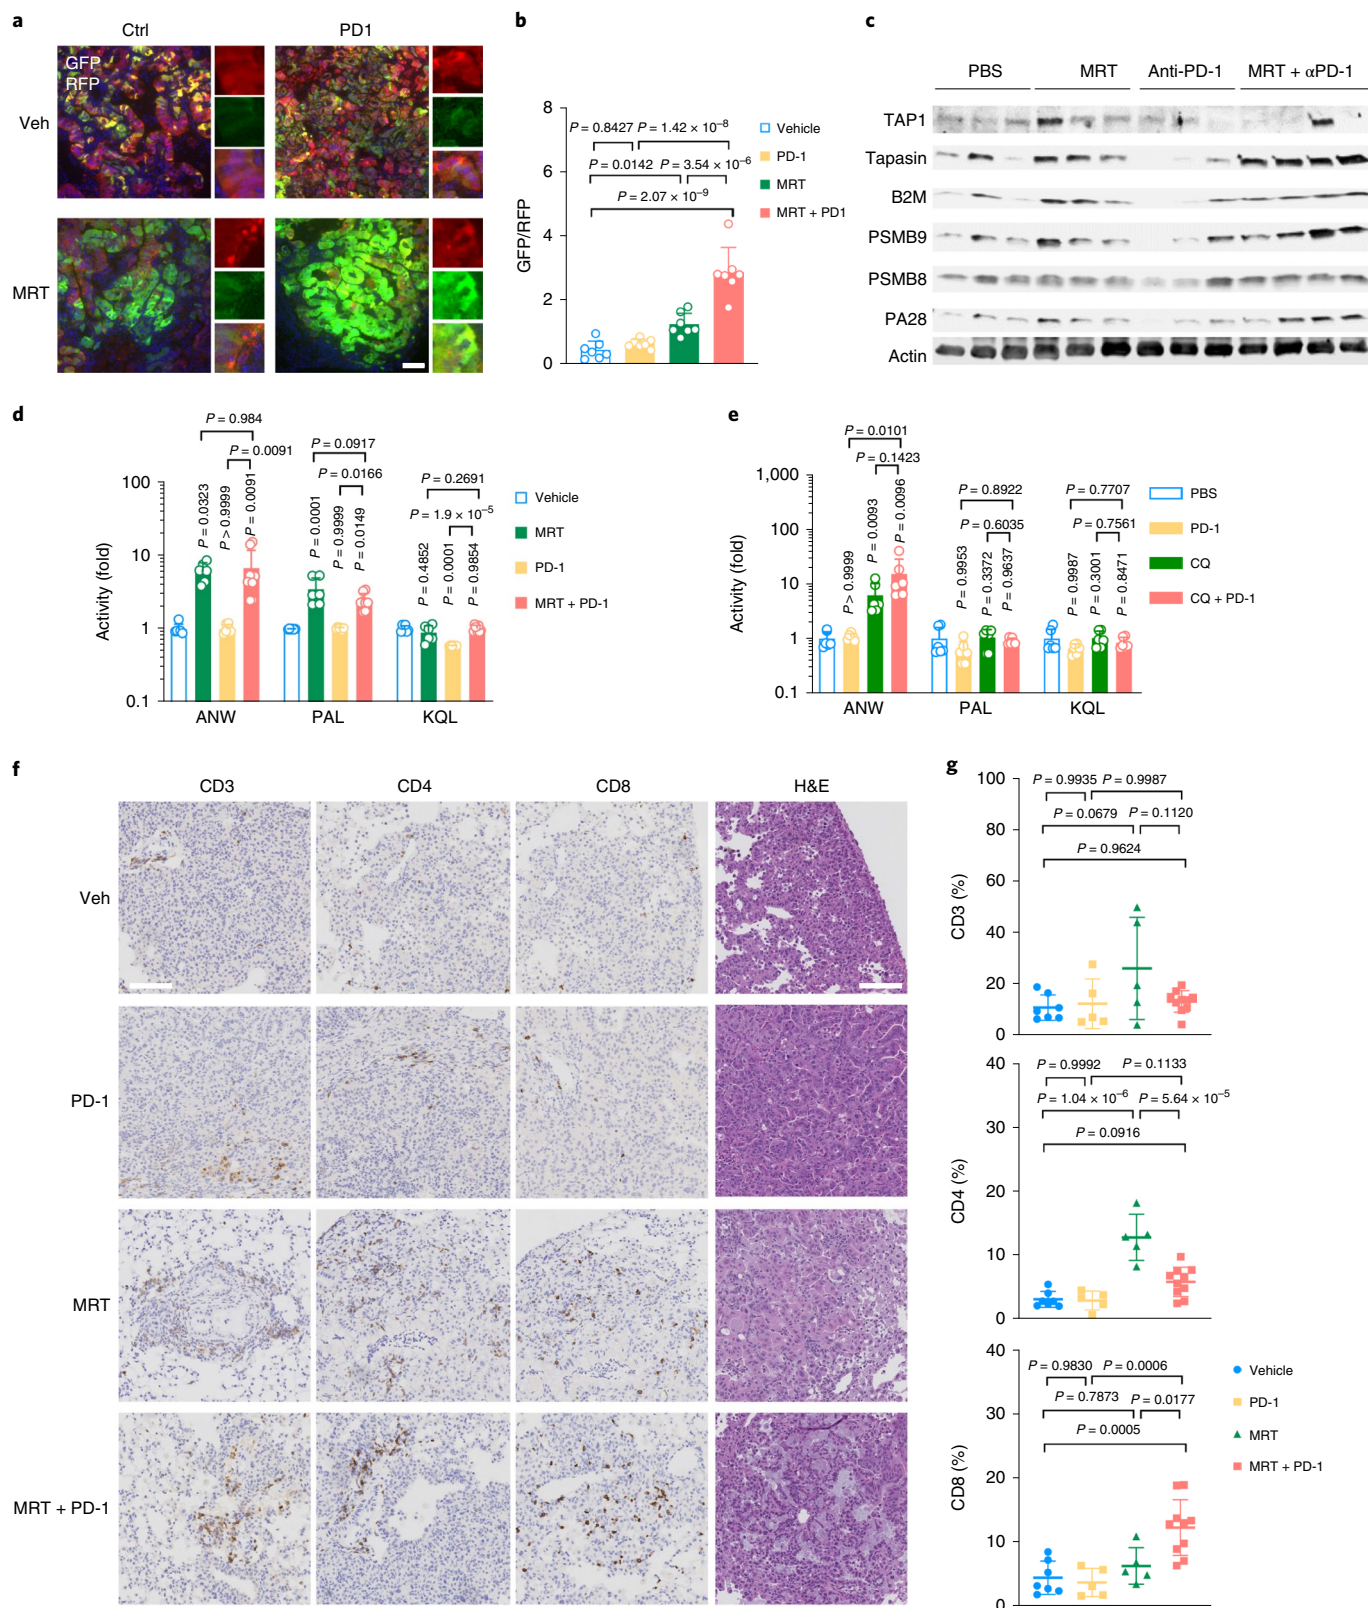 a
Ctrl
PD1
GFP
RFP
Veh
MRT
b
8
6
4
2
0
GFP/RFP
P = 0.8427
P = 1.42 × 10⁻⁸
P = 0.0142
P = 3.54 × 10⁻⁶
P = 2.07 × 10⁻⁹
Vehicle
PD-1
MRT
MRT + PD1
c
PBS
MRT
Anti-PD-1
MRT + αPD-1
TAP1
Tapasin
B2M
PSMB9
PSMB8
PA28
Actin
d
100
10
1
0.1
Activity (fold)
P = 0.984
P = 0.0091
P = 0.0323
P > 0.9999
P = 0.0091
P = 0.0917
P = 0.0166
P = 0.0001
P = 0.9999
P = 0.0149
P = 0.2691
P = 1.9 × 10⁻⁵
P = 0.4852
P = 0.0001
P = 0.9854
ANW
PAL
KQL
Vehicle
MRT
PD-1
MRT + PD-1
e
1,000
100
10
1
0.1
Activity (fold)
P = 0.0101
P = 0.1423
P > 0.9999
P = 0.0093
P = 0.0096
P = 0.8922
P = 0.6035
P = 0.9953
P = 0.3372
P = 0.9637
P = 0.7707
P = 0.7561
P = 0.9987
P = 0.3001
P = 0.8471
ANW
PAL
KQL
PBS
PD-1
CQ
CQ + PD-1
f
CD3
CD4
CD8
H&E
Veh
PD-1
MRT
MRT + PD-1
g
100
80
60
40
20
0
CD3 (%)
P = 0.9935
P = 0.9987
P = 0.0679
P = 0.1120
P = 0.9624
40
30
20
10
0
CD4 (%)
P = 0.9992
P = 0.1133
P = 1.04 × 10⁻⁶
P = 5.64 × 10⁻⁵
P = 0.0916
40
30
20
10
0
CD8 (%)
P = 0.9830
P = 0.0006
P = 0.7873
P = 0.0177
P = 0.0005
Vehicle
PD-1
MRT
MRT + PD-1